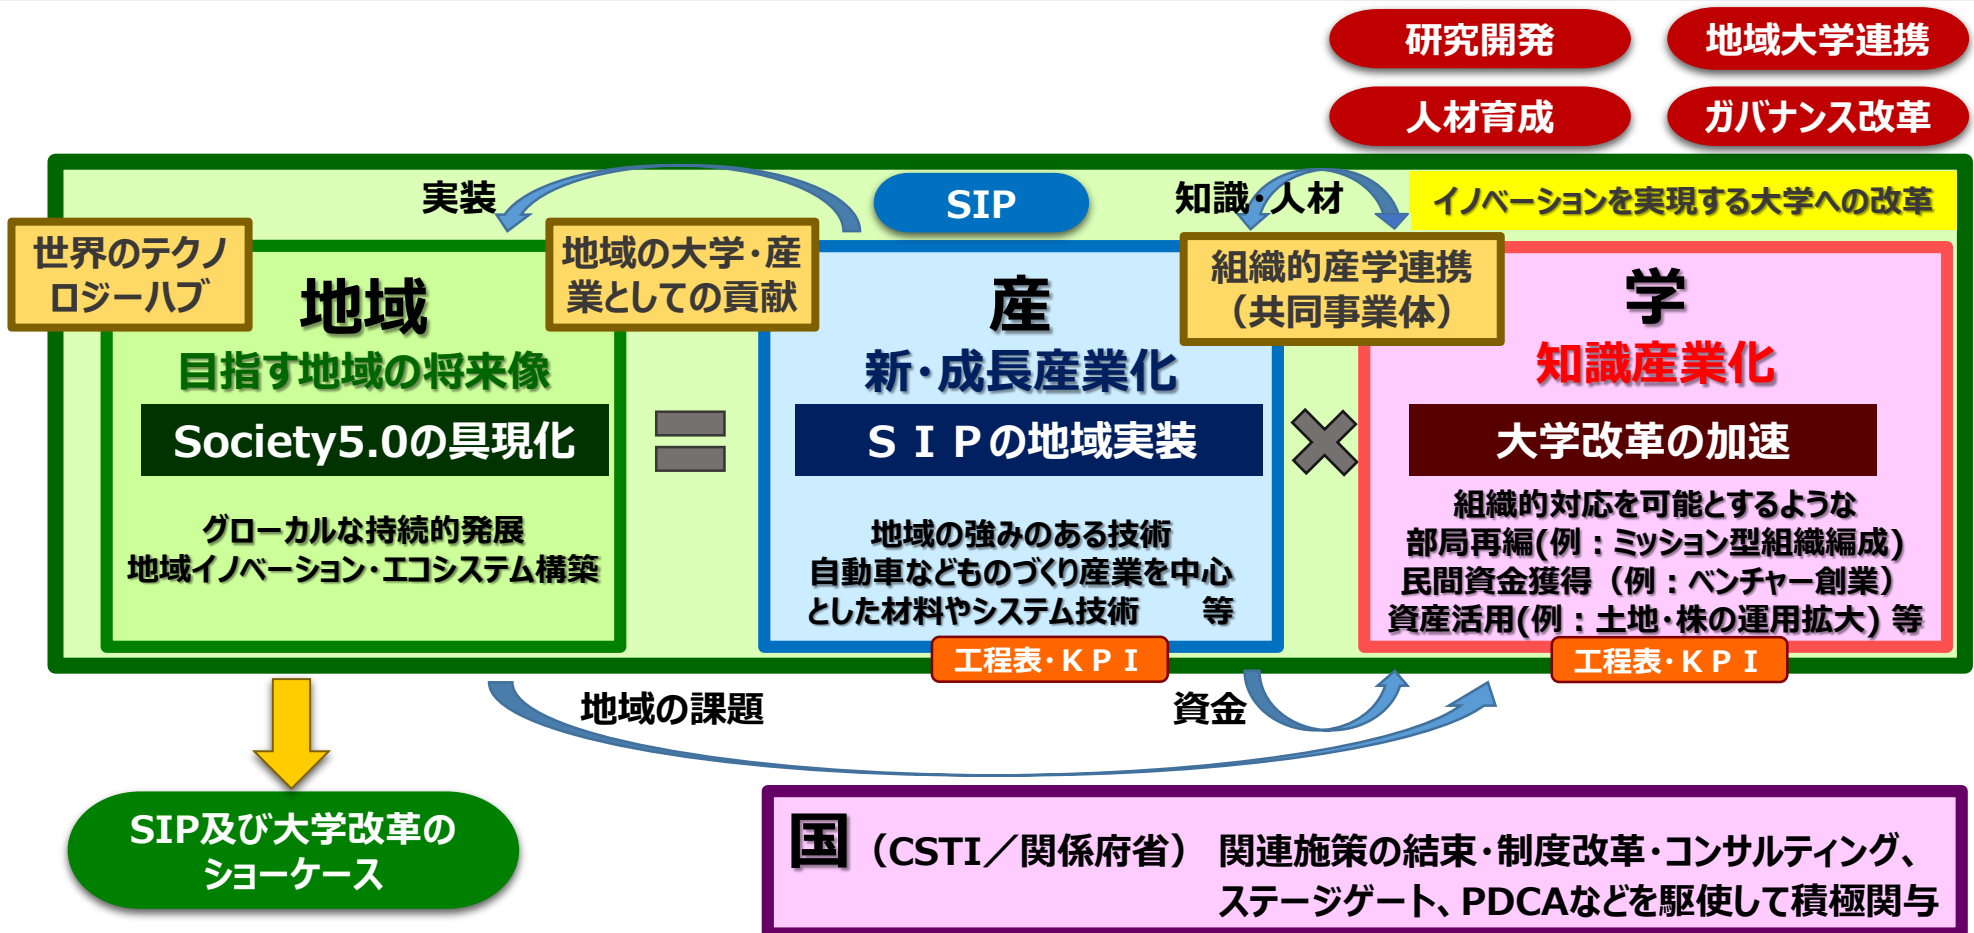 研究開発
地域大学連携
人材育成
ガバナンス改革
実装
SIP
知識・人材
イノベーションを実現する大学への改革
世界のテクノ
ロジーハブ
地域の大学・産
業としての貢献
組織的産学連携
（共同事業体）
地域
目指す地域の将来像
Society5.0の具現化
グローカルな持続的発展
地域イノベーション・エコシステム構築
産
新・成長産業化
ＳＩＰの地域実装
地域の強みのある技術
自動車などものづくり産業を中心
とした材料やシステム技術　　等
工程表・ＫＰＩ
学
知識産業化
大学改革の加速
組織的対応を可能とするような
部局再編(例：ミッション型組織編成)
民間資金獲得（例：ベンチャー創業）
資産活用(例：土地・株の運用拡大) 等
工程表・ＫＰＩ
地域の課題
資金
SIP及び大学改革の
ショーケース
国（CSTI／関係府省） 関連施策の結束・制度改革・コンサルティング、
ステージゲート、PDCAなどを駆使して積極関与